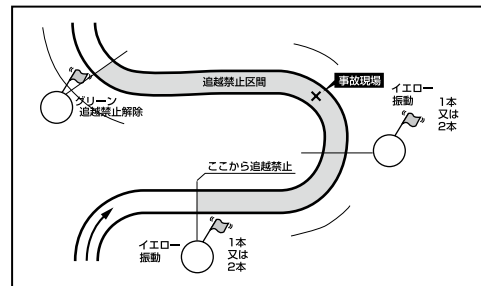 追越禁止区間
事故現場
グリーン
追越禁止解除
イエロー
振動
1本
又は
2本
ここから追越禁止
イエロー
振動
1本
又は
2本